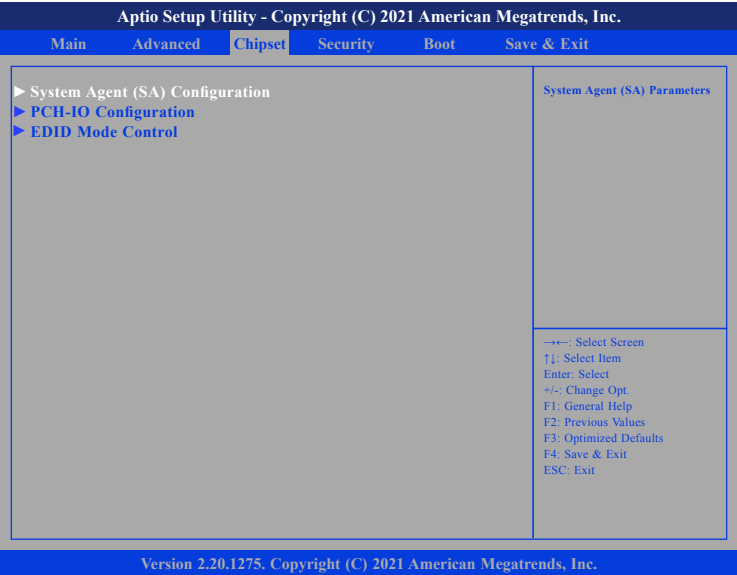 Aptio Setup Utility - Copyright (C) 2021 American Megatrends, Inc.
Main Advanced Chipset Security Boot Save & Exit
► System Agent (SA) Configuration
► PCH-IO Configuration
► EDID Mode Control
System Agent (SA) Parameters
→←: Select Screen
↑↓: Select Item
Enter: Select
+/-: Change Opt.
F1: General Help
F2: Previous Values
F3: Optimized Defaults
F4: Save & Exit
ESC: Exit
Version 2.20.1275. Copyright (C) 2021 American Megatrends, Inc.